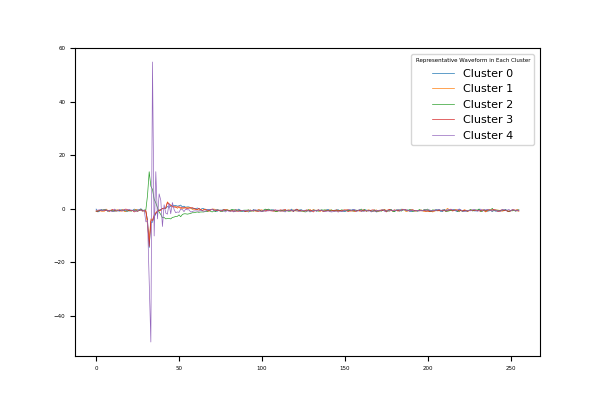 Representative Waveform in Each Cluster
Cluster 0
Cluster 1
Cluster 2
Cluster 3
Cluster 4
60
40
20
0
−20
−40
0 50 100 150 200 250